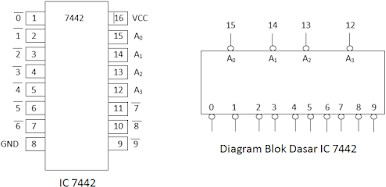 7442
0 1 16 VCC
1 2 15 A0
2 3 14 A1
3 4 13 A2
4 5 12 A3
5 6 11 7
6 7 10 8
GND 8 9 9
IC 7442
15 14 13 12
A0 A1 A2 A3
0 1 2 3 4 5 6 7 8 9
Diagram Blok Dasar IC 7442